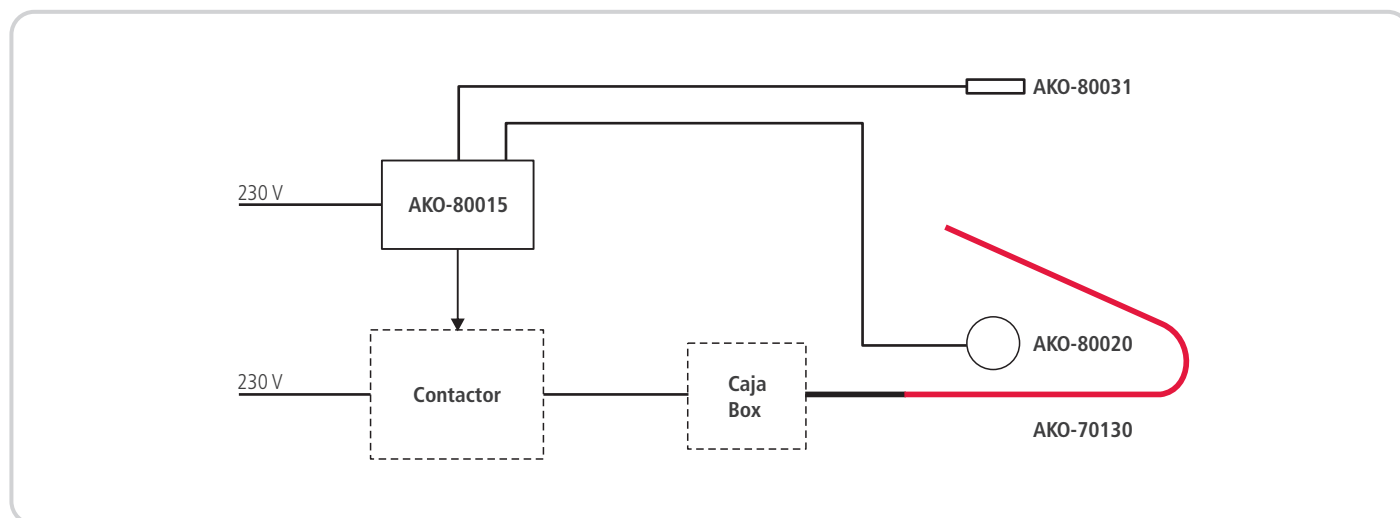 AKO-80031
230 V
AKO-80015
AKO-80020
230 V
Contactor
Caja
Box
AKO-70130